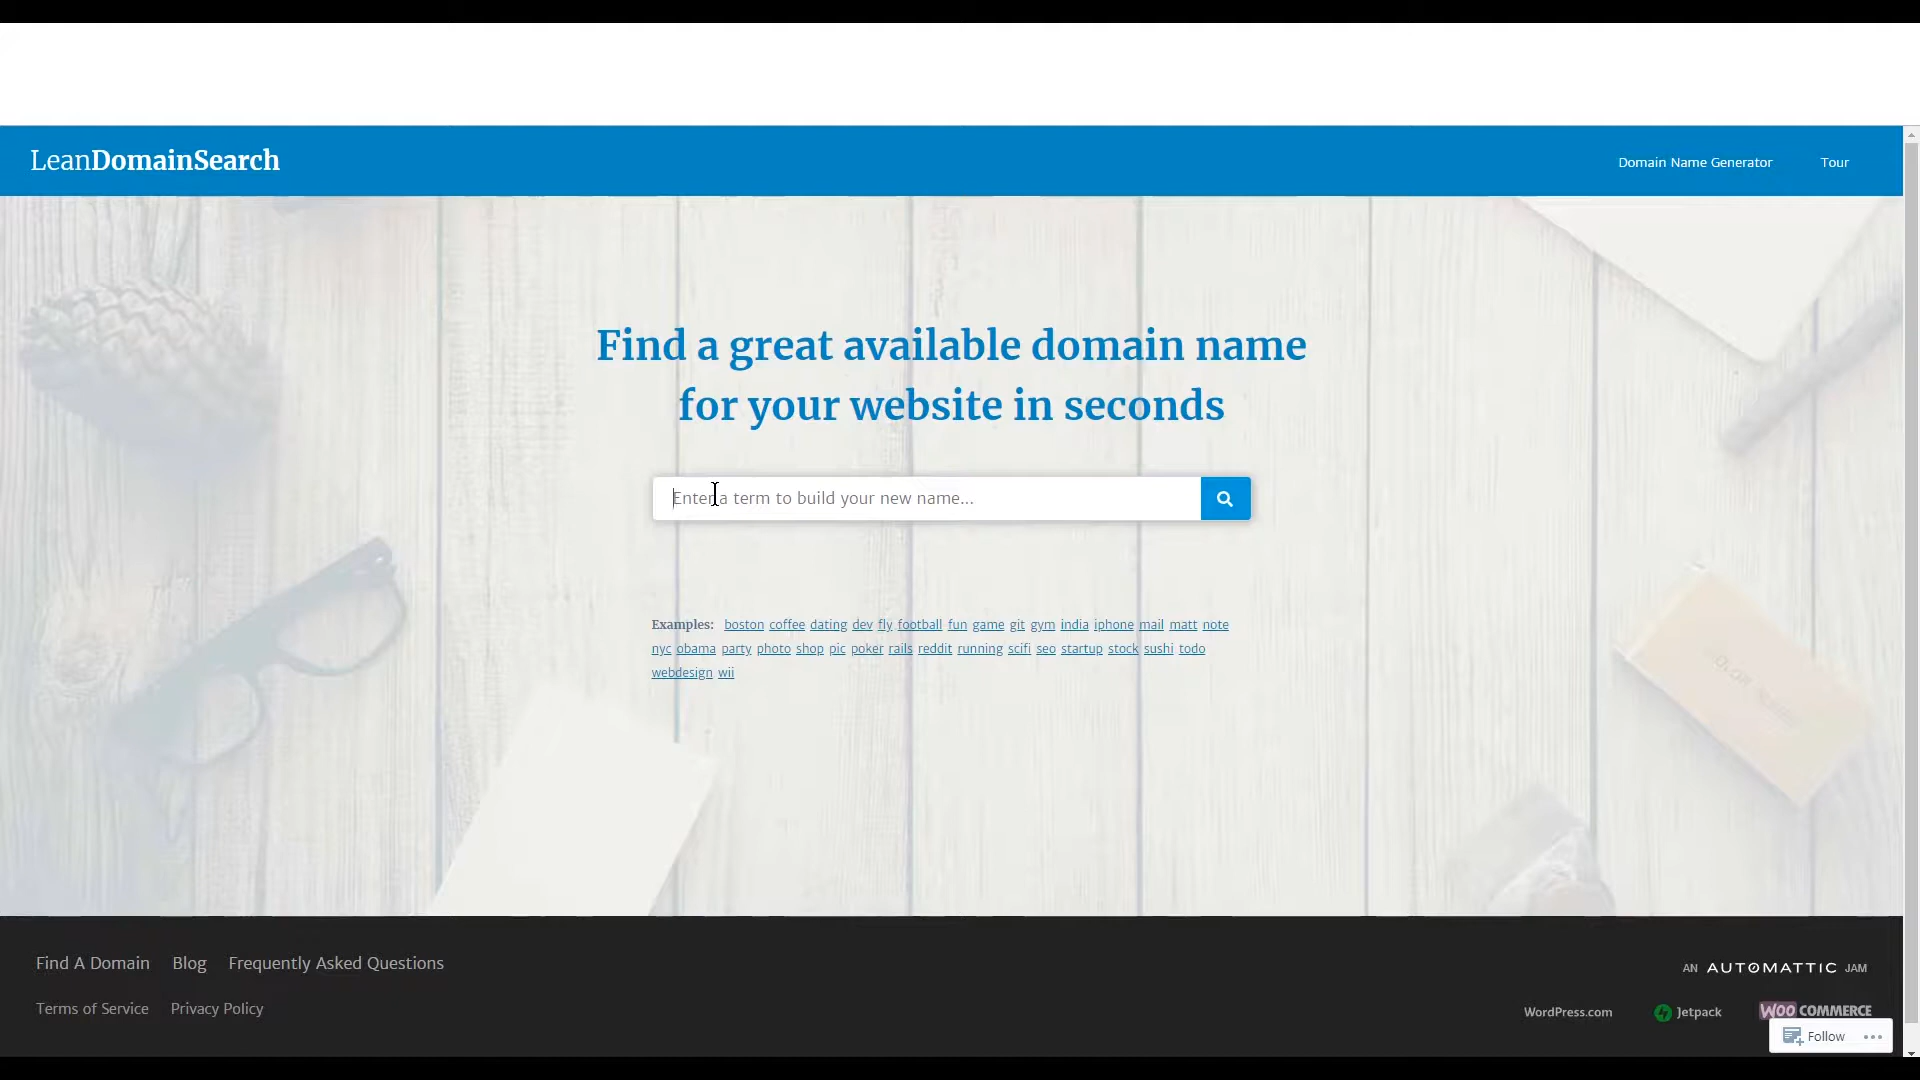 LeanDomainSearch
Domain Name Generator
Tour
Find a great available domain name
for your website in seconds
Enter a term to build your new name...
Examples: boston coffee dating dev fly football fun game git gym india iphone mail matt note
nyc obama party photo shop pic poker rails reddit running scifi seo startup stock sushi todo
webdesign wii
Find A Domain Blog Frequently Asked Questions
AN AUTOMATTIC JAM
Terms of Service Privacy Policy
WordPress.com Jetpack WOO COMMERCE
Follow